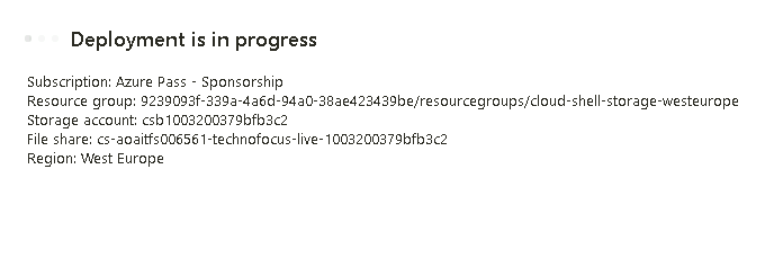 Deployment is in progress
Subscription: Azure Pass - Sponsorship
Resource group: 9239093f-339a-4a6d-94a0-38ae423439be/resourcegroups/cloud-shell-storage-westeurope
Storage account: csb1003200379bfb3c2
File share: cs-aoaitfs006561-technofocus-live-1003200379bfb3c2
Region: West Europe